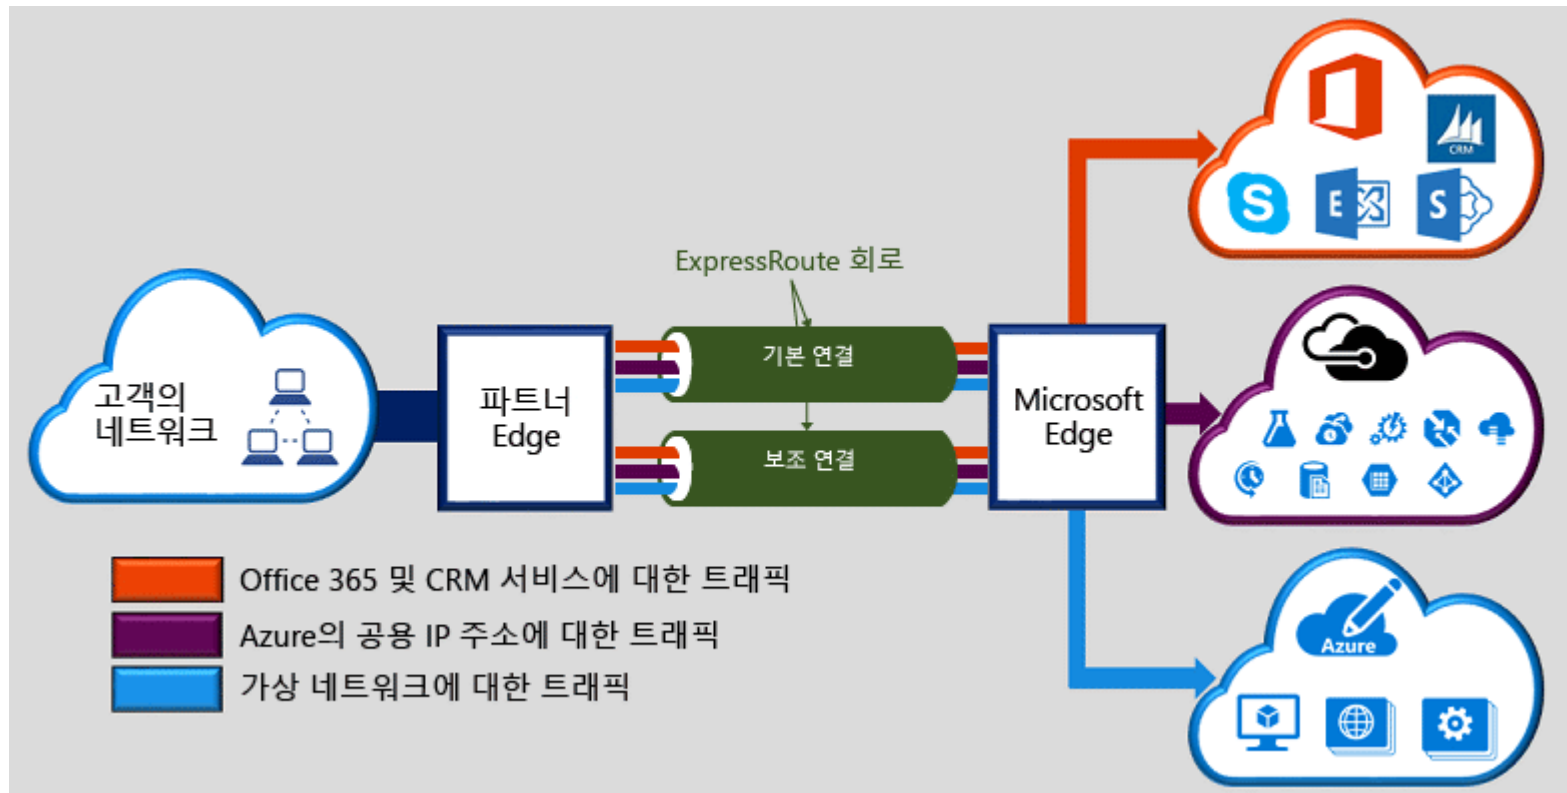 CRM
S
E
S
ExpressRoute 회로
고객의
네트워크
파트너
Edge
기본 연결
보조 연결
Microsoft
Edge
Office 365 및 CRM 서비스에 대한 트래픽
Azure의 공용 IP 주소에 대한 트래픽
가상 네트워크에 대한 트래픽
Azure